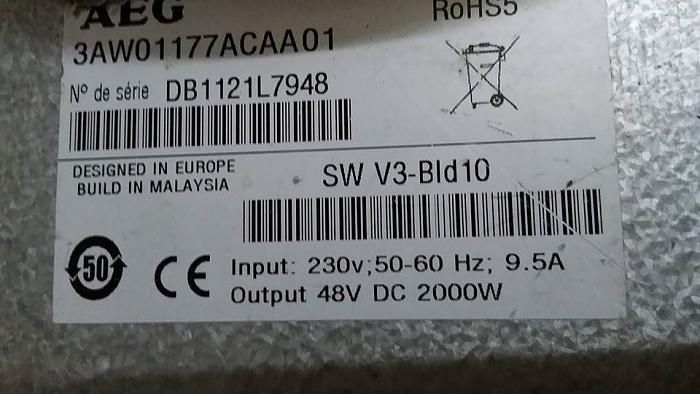 AEG
RoHS5
3AW01177ACAA01
Nº de série DB1121L7948
DESIGNED IN EUROPE
BUILD IN MALAYSIA
SW V3-Bld10
50
CE
Input: 230v;50-60 Hz; 9.5A
Output 48V DC 2000W